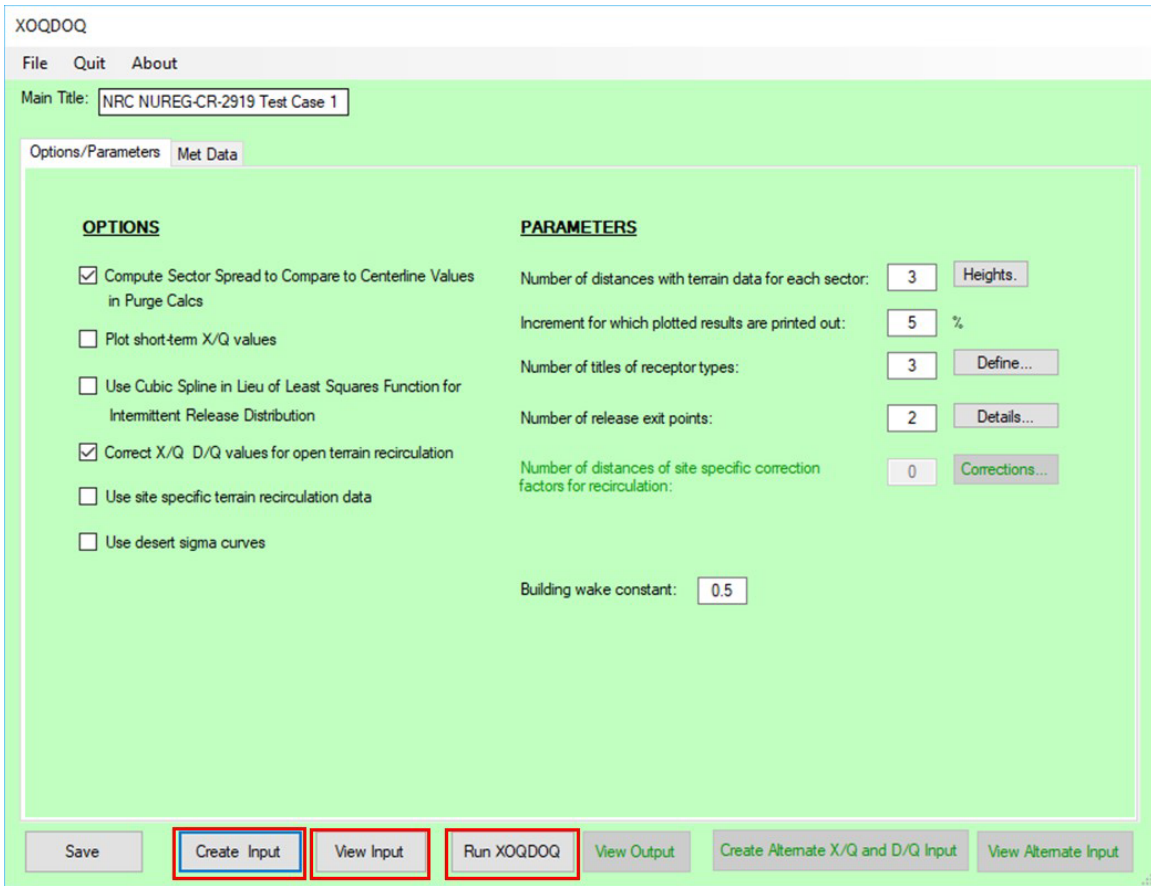 XOQDOQ
File Quit About
Main Title: NRC NUREG-CR-2919 Test Case 1
Options/Parameters Met Data
OPTIONS
Compute Sector Spread to Compare to Centerline Values
in Purge Calcs
Plot short-term X/Q values
Use Cubic Spline in Lieu of Least Squares Function for
Intermittent Release Distribution
Correct X/Q D/Q values for open terrain recirculation
Use site specific terrain recirculation data
Use desert sigma curves
PARAMETERS
Number of distances with terrain data for each sector: 3 Heights.
Increment for which plotted results are printed out: 5 %
Number of titles of receptor types: 3 Define...
Number of release exit points: 2 Details...
Number of distances of site specific correction
factors for recirculation: 0 Corrections...
Building wake constant: 0.5
Save Create Input View Input Run XOQDOQ View Output Create Alternate X/Q and D/Q Input View Alternate Input